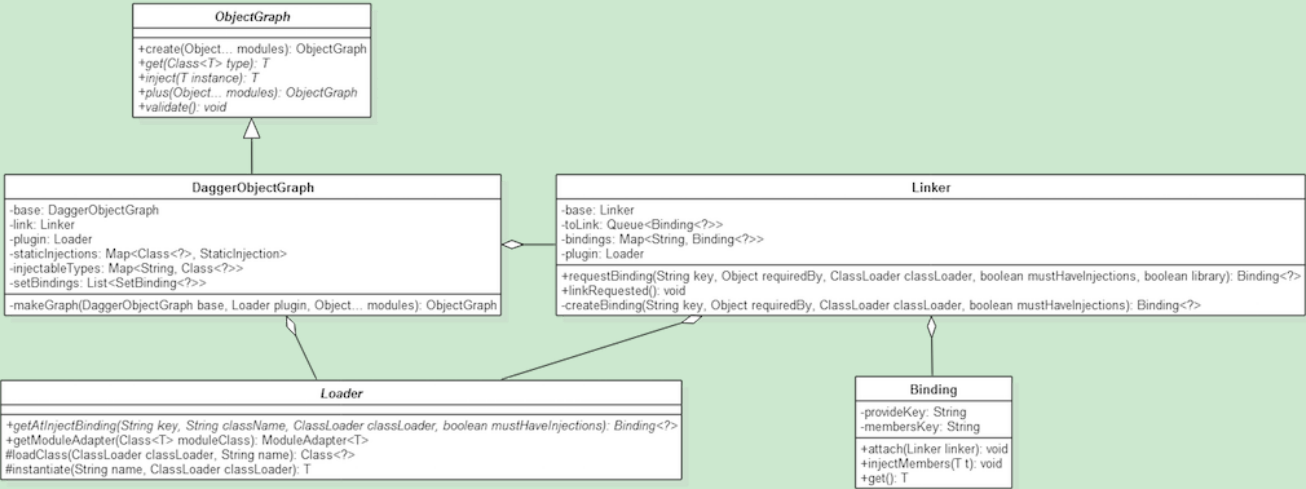 ObjectGraph
+create(Object... modules): ObjectGraph
+get(Class<T> type): T
+inject(T instance): T
+plus(Object... modules): ObjectGraph
+validate(): void
DaggerObjectGraph
-base: DaggerObjectGraph
-link: Linker
-plugin: Loader
-staticInjections: Map<Class<?>, StaticInjection>
-injectableTypes: Map<String, Class<?>>
-setBindings: List<SetBinding<?>>
-makeGraph(DaggerObjectGraph base, Loader plugin, Object... modules): ObjectGraph
Linker
-base: Linker
-toLink: Queue<Binding<?>>
-bindings: Map<String, Binding<?>>
-plugin: Loader
+requestBinding(String key, Object requiredBy, ClassLoader classLoader, boolean mustHaveInjections, boolean library): Binding<?>
+linkRequested(): void
-createBinding(String key, Object requiredBy, ClassLoader classLoader, boolean mustHaveInjections): Binding<?>
Loader
+getAtInjectBinding(String key, String className, ClassLoader classLoader, boolean mustHaveInjections): Binding<?>
+getModuleAdapter(Class<T> moduleClass): ModuleAdapter<T>
#loadClass(ClassLoader classLoader, String name): Class<?>
#instantiate(String name, ClassLoader classLoader): T
Binding
-provideKey: String
-membersKey: String
+attach(Linker linker): void
+injectMembers(T t): void
+get(): T